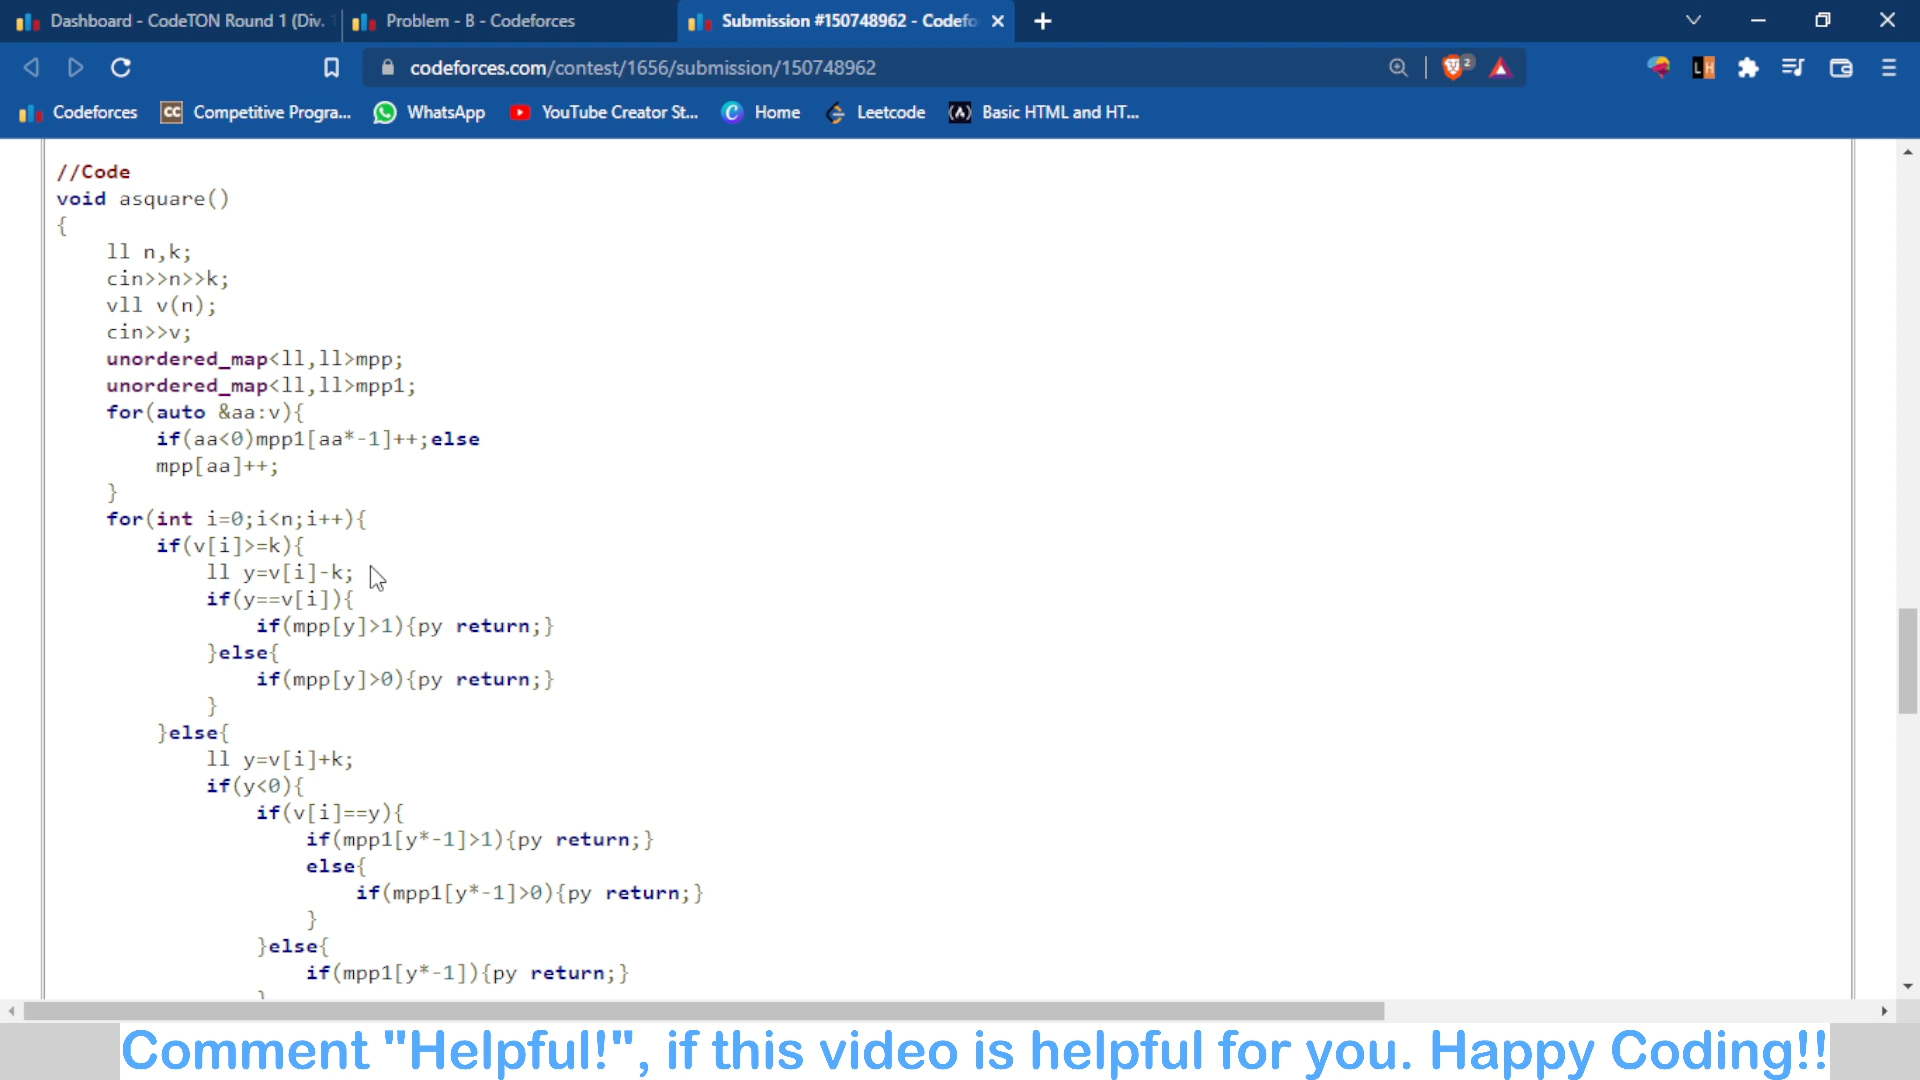 Dashboard - CodeTON Round 1 (Div. 1
Problem - B - Codeforces
Submission #150748962 - Codefo
codeforces.com/contest/1656/submission/150748962
2
LH
Codeforces
CC Competitive Progra...
WhatsApp
YouTube Creator St...
C Home
Leetcode
(A) Basic HTML and HT...
//Code
void asquare()
{
    ll n,k;
    cin>>n>>k;
    vll v(n);
    cin>>v;
    unordered_map<ll,ll>mpp;
    unordered_map<ll,ll>mpp1;
    for(auto &aa:v){
        if(aa<0)mpp1[aa*-1]++;else
        mpp[aa]++;
    }
    for(int i=0;i<n;i++){
        if(v[i]>=k){
            ll y=v[i]-k;
            if(y==v[i]){
                if(mpp[y]>1){py return;}
            }else{
                if(mpp[y]>0){py return;}
            }
        }else{
            ll y=v[i]+k;
            if(y<0){
                if(v[i]==y){
                    if(mpp1[y*-1]>1){py return;}
                    else{
                        if(mpp1[y*-1]>0){py return;}
                    }
                }else{
                    if(mpp1[y*-1]){py return;}
                }
Comment "Helpful!", if this video is helpful for you. Happy Coding!!